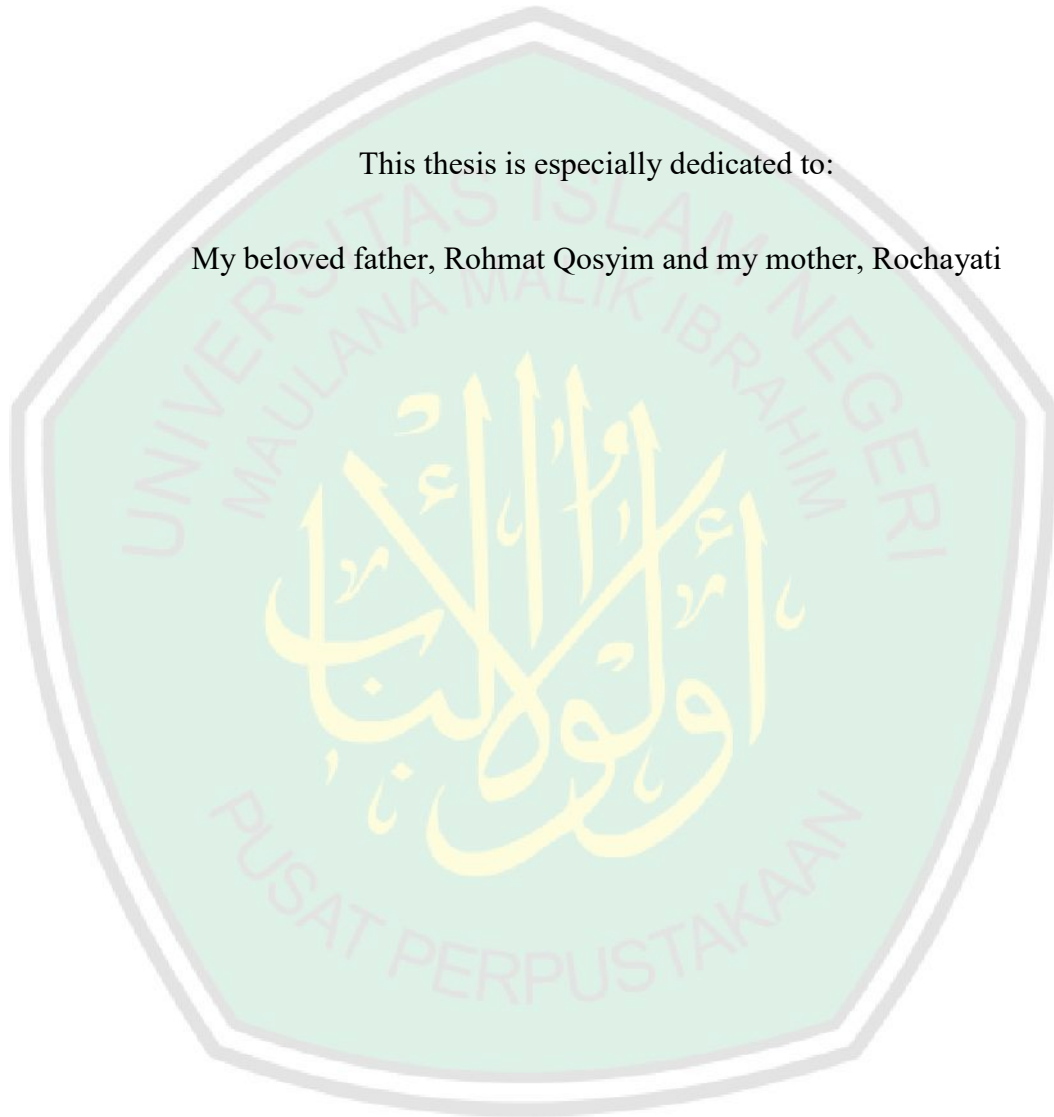 This thesis is especially dedicated to:
My beloved father, Rohmat Qosyim and my mother, Rochayati
UNIVERSITAS ISLAM NEGERI
MAULANA MALIK IBRAHIM
أولوا الألباب
PUSAT PERPUSTAKAAN